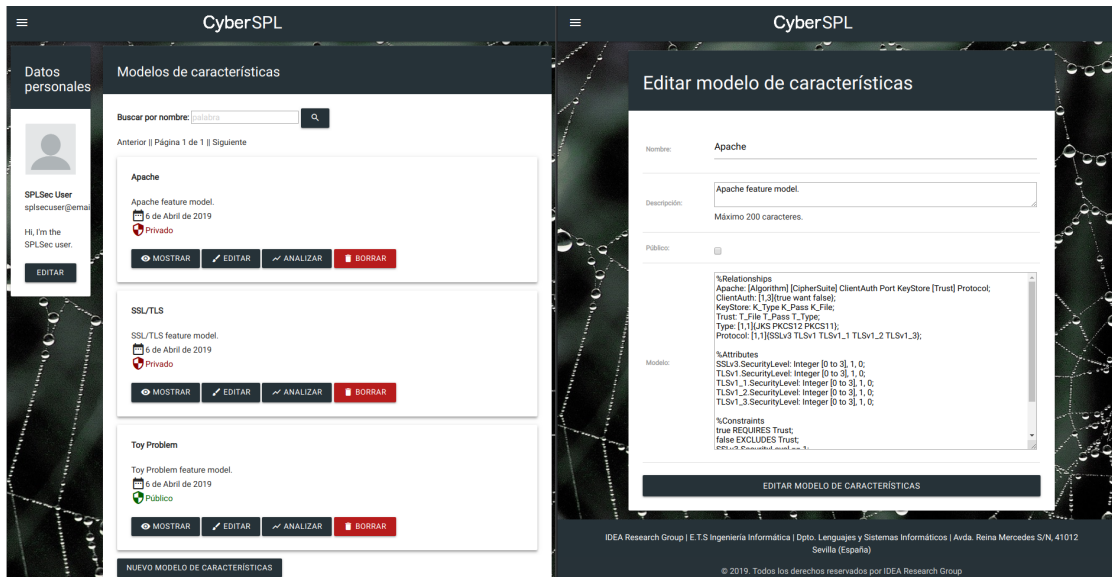 CyberSPL
Datos
personales
SPLSec User
splsecuser@emai
Hi, I'm the
SPLSec user.
EDITAR
Modelos de características
Buscar por nombre: palabra
Anterior || Página 1 de 1 || Siguiente
Apache
Apache feature model.
6 de Abril de 2019
Privado
MOSTRAR EDITAR ANALIZAR BORRAR
SSL/TLS
SSL/TLS feature model.
6 de Abril de 2019
Privado
MOSTRAR EDITAR ANALIZAR BORRAR
Toy Problem
Toy Problem feature model.
6 de Abril de 2019
Público
MOSTRAR EDITAR ANALIZAR BORRAR
NUEVO MODELO DE CARACTERÍSTICAS
CyberSPL
Editar modelo de características
Nombre: Apache
Descripción: Apache feature model.
Máximo 200 caracteres.
Público:
Modelo:
%Relationships
Apache: [Algorithm] [CipherSuite] ClientAuth Port KeyStore [Trust] Protocol;
ClientAuth: [1,3]{true want false};
KeyStore: K_Type K_Pass K_File;
Trust: T_File T_Pass T_Type;
Type: [1,1]{JKS PKCS12 PKCS11};
Protocol: [1,1]{SSLv3 TLSv1 TLSv1_1 TLSv1_2 TLSv1_3};
%Attributes
SSLv3.SecurityLevel: Integer [0 to 3], 1, 0;
TLSv1.SecurityLevel: Integer [0 to 3], 1, 0;
TLSv1_1.SecurityLevel: Integer [0 to 3], 1, 0;
TLSv1_2.SecurityLevel: Integer [0 to 3], 1, 0;
TLSv1_3.SecurityLevel: Integer [0 to 3], 1, 0;
%Constraints
true REQUIRES Trust;
false EXCLUDES Trust;
SSLv3.SecurityLevel == 1;
EDITAR MODELO DE CARACTERÍSTICAS
IDEA Research Group | E.T.S Ingeniería Informática | Dpto. Lenguajes y Sistemas Informáticos | Avda. Reina Mercedes S/N, 41012
Sevilla (España)
© 2019. Todos los derechos reservados por IDEA Research Group